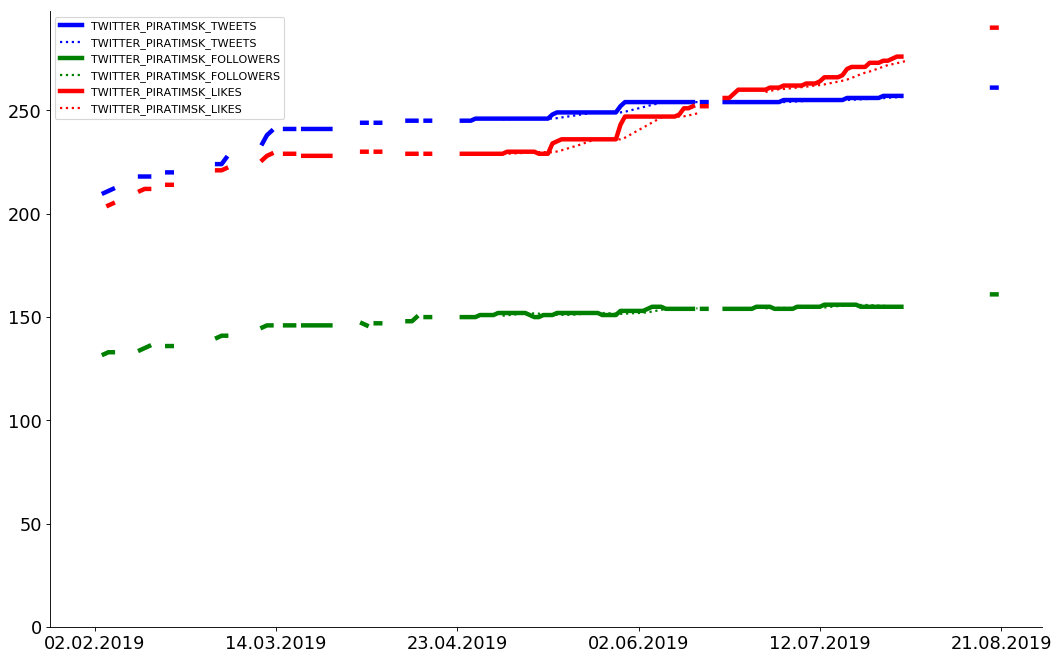 TWITTER_PIRATIMSK_TWEETS
TWITTER_PIRATIMSK_TWEETS
TWITTER_PIRATIMSK_FOLLOWERS
TWITTER_PIRATIMSK_FOLLOWERS
TWITTER_PIRATIMSK_LIKES
TWITTER_PIRATIMSK_LIKES
250
200
150
100
50
0
02.02.2019 14.03.2019 23.04.2019 02.06.2019 12.07.2019 21.08.2019